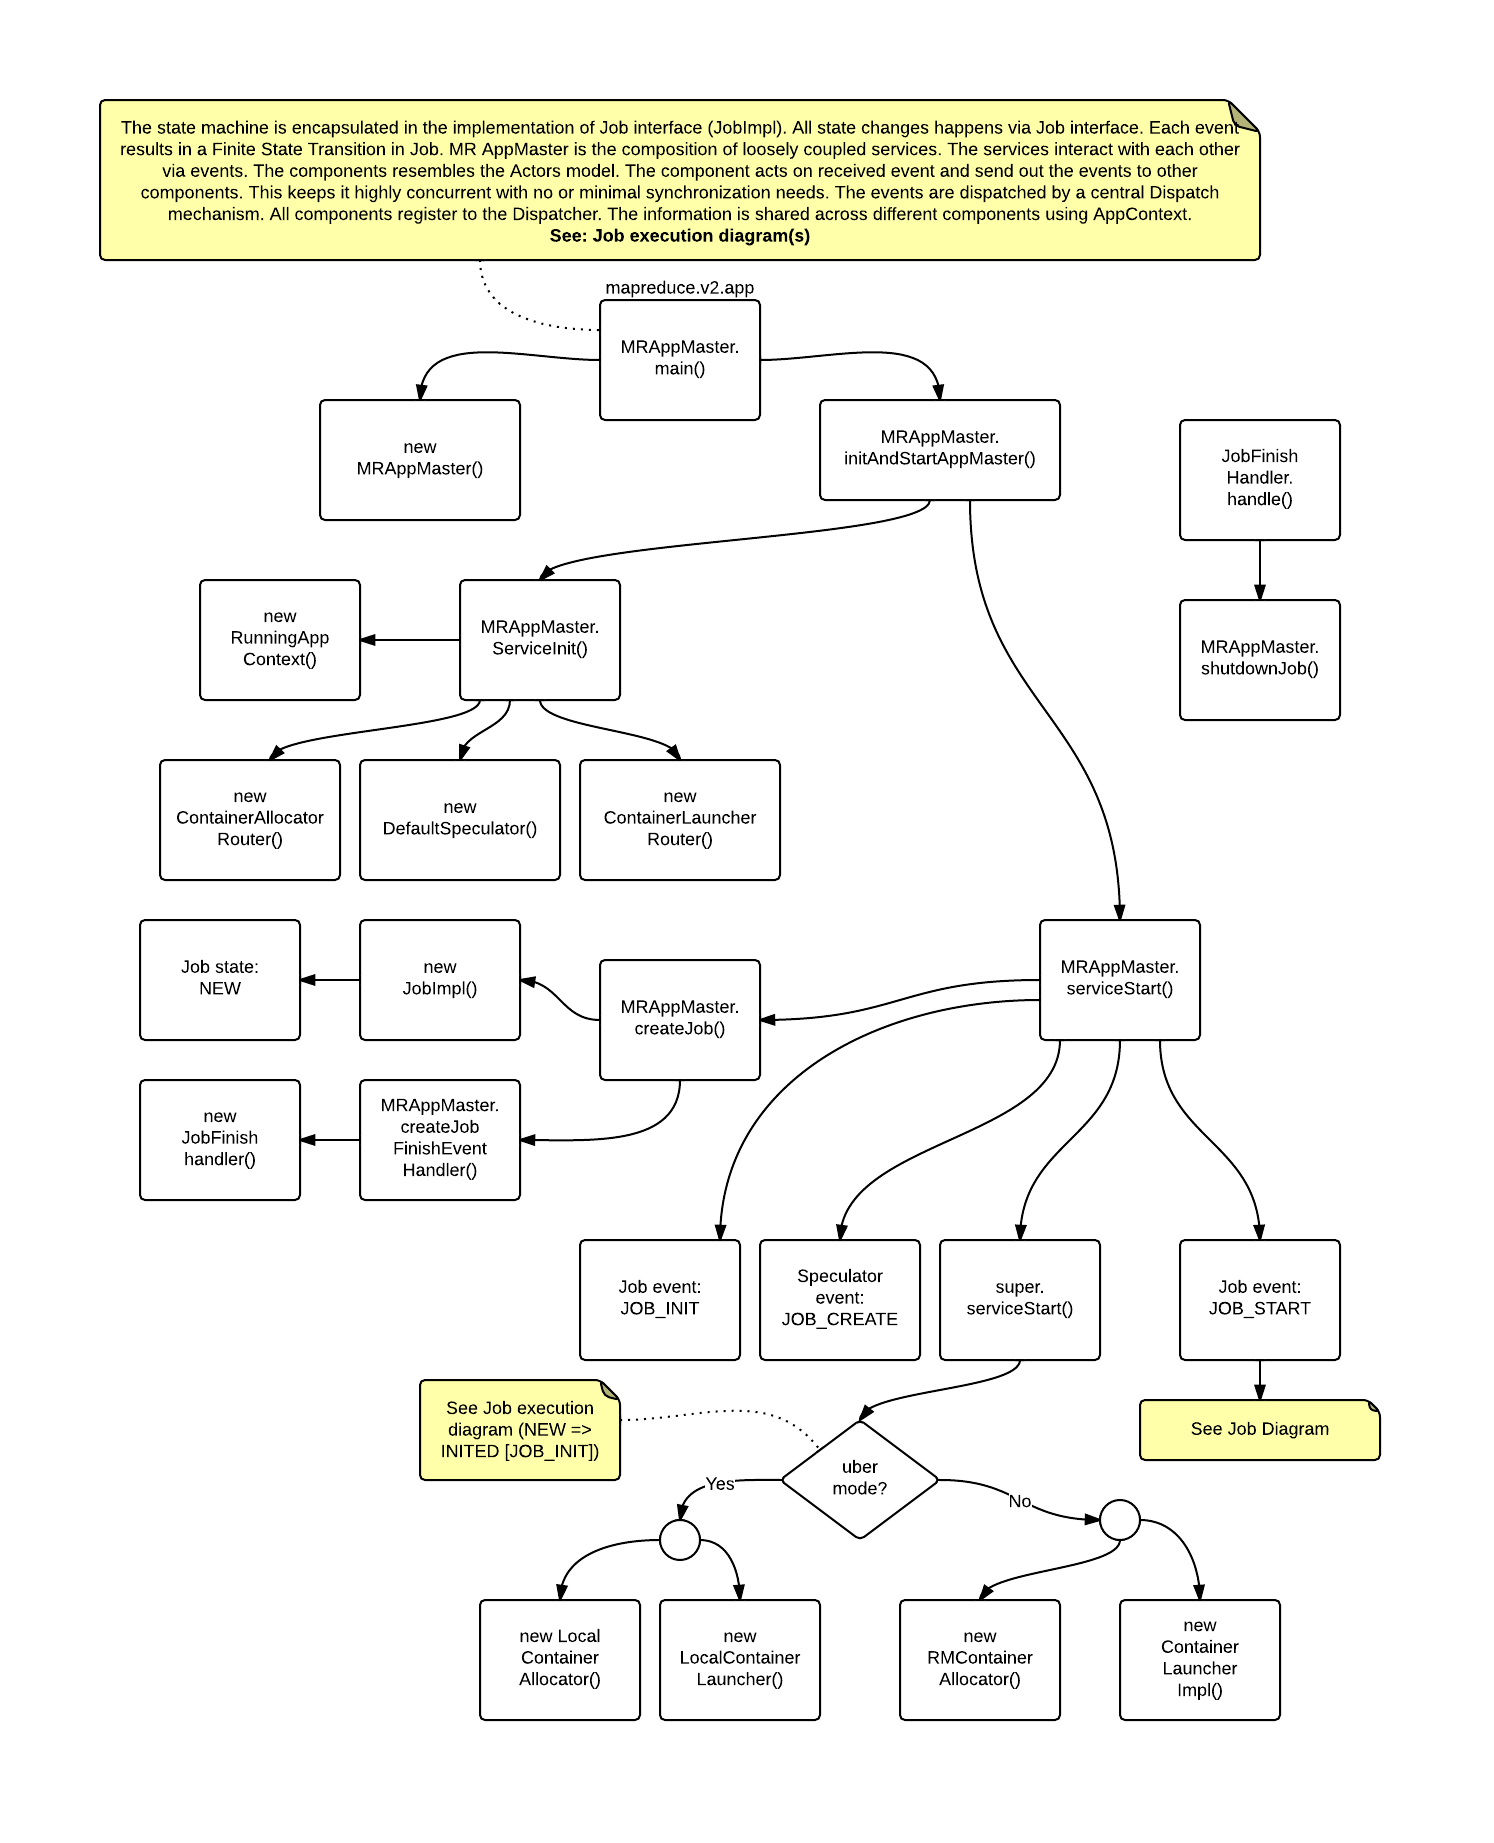 The state machine is encapsulated in the implementation of Job interface (JobImpl). All state changes happens via Job interface. Each event
results in a Finite State Transition in Job. MR AppMaster is the composition of loosely coupled services. The services interact with each other
via events. The components resembles the Actors model. The component acts on received event and send out the events to other
components. This keeps it highly concurrent with no or minimal synchronization needs. The events are dispatched by a central Dispatch
mechanism. All components register to the Dispatcher. The information is shared across different components using AppContext.
See: Job execution diagram(s)
mapreduce.v2.app
MRAppMaster.
main()
new
MRAppMaster()
MRAppMaster.
initAndStartAppMaster()
JobFinish
Handler.
handle()
new
RunningApp
Context()
MRAppMaster.
ServiceInit()
MRAppMaster.
shutdownJob()
new
ContainerAllocator
Router()
new
DefaultSpeculator()
new
ContainerLauncher
Router()
Job state:
NEW
new
JobImpl()
MRAppMaster.
createJob()
MRAppMaster.
serviceStart()
new
JobFinish
handler()
MRAppMaster.
createJob
FinishEvent
Handler()
Job event:
JOB_INIT
Speculator
event:
JOB_CREATE
super.
serviceStart()
Job event:
JOB_START
See Job execution
diagram (NEW =>
INITED [JOB_INIT])
See Job Diagram
uber
mode?
Yes
No
new Local
Container
Allocator()
new
LocalContainer
Launcher()
new
RMContainer
Allocator()
new
Container
Launcher
Impl()